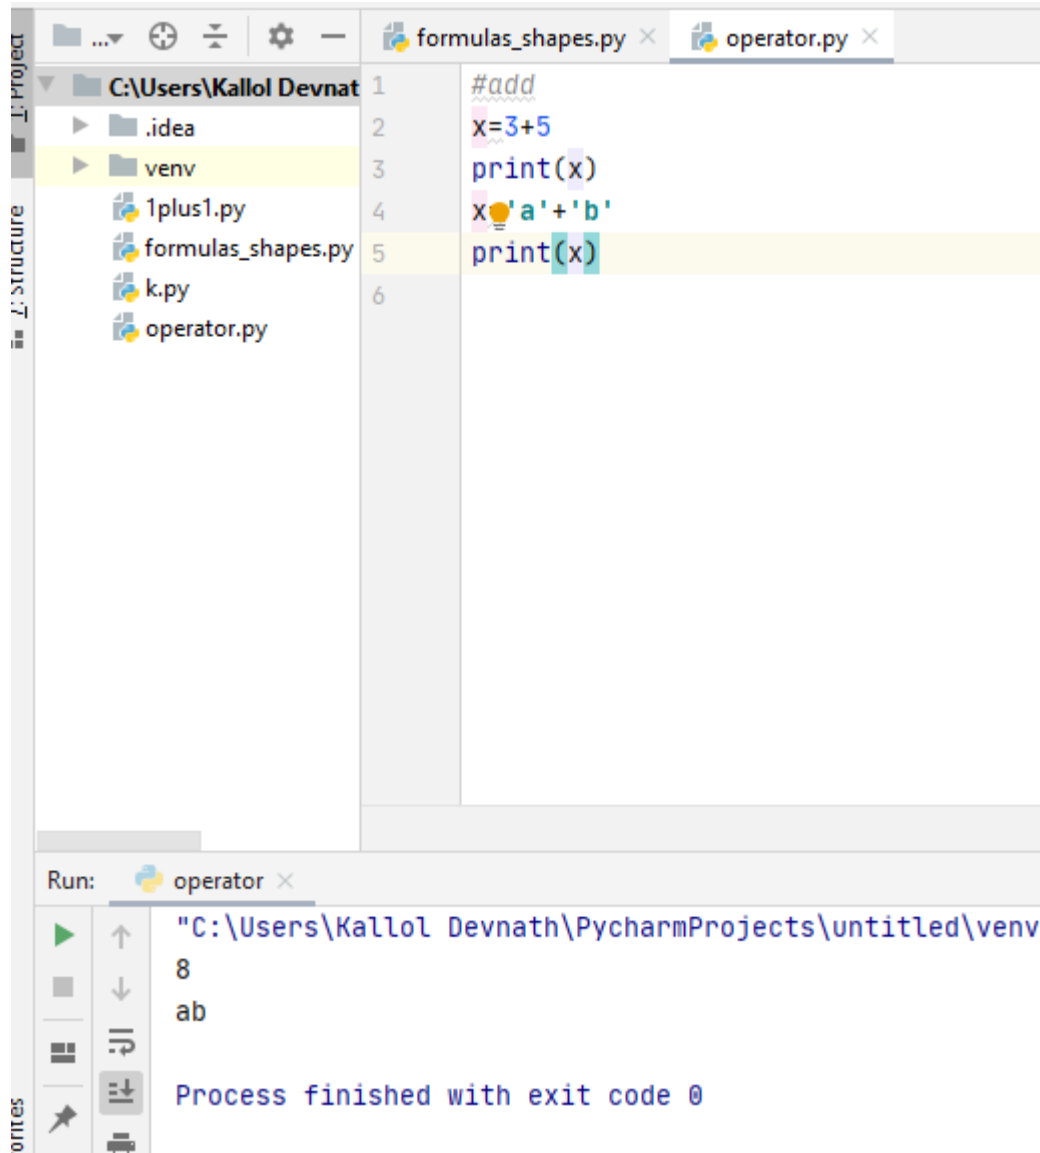 1: Project
...
formulas_shapes.py
operator.py
C:\Users\Kallol Devnat
.idea
venv
1plus1.py
formulas_shapes.py
k.py
operator.py
7: Structure
1 #add
2 x=3+5
3 print(x)
4 x 'a'+'b'
5 print(x)
6
Run: operator
"C:\Users\Kallol Devnath\PycharmProjects\untitled\venv
8
ab
Process finished with exit code 0
orites